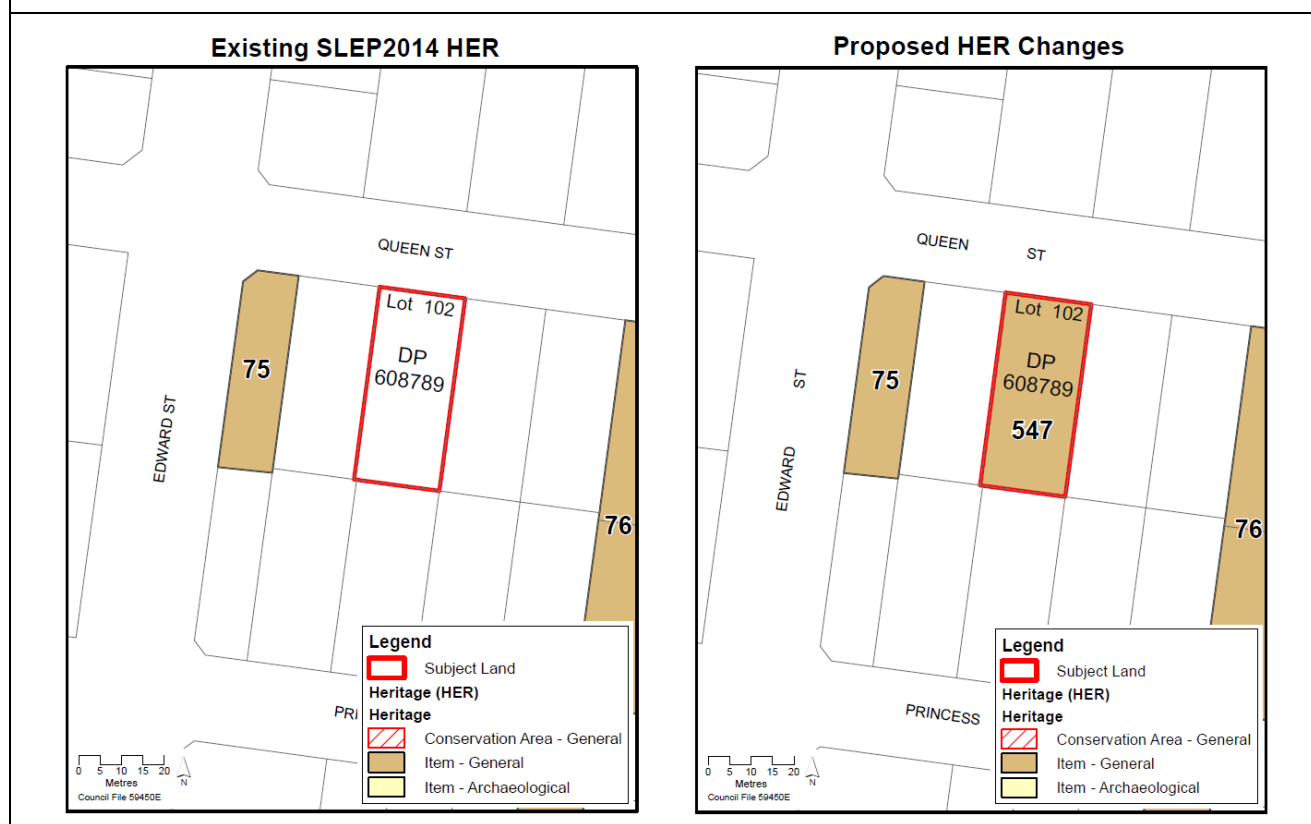 Existing SLEP2014 HER
QUEEN ST
Lot 102
DP
608789
75
EDWARD ST
76
PRI
Legend
Subject Land
Heritage (HER)
Heritage
Conservation Area - General
Item - General
Item - Archaeological
0 5 10 15 20
Metres
N
Council File 59450E
Proposed HER Changes
QUEEN ST
Lot 102
DP
608789
547
75
EDWARD ST
76
PRINCESS
Legend
Subject Land
Heritage (HER)
Heritage
Conservation Area - General
Item - General
Item - Archaeological
0 5 10 15 20
Metres
N
Council File 59450E